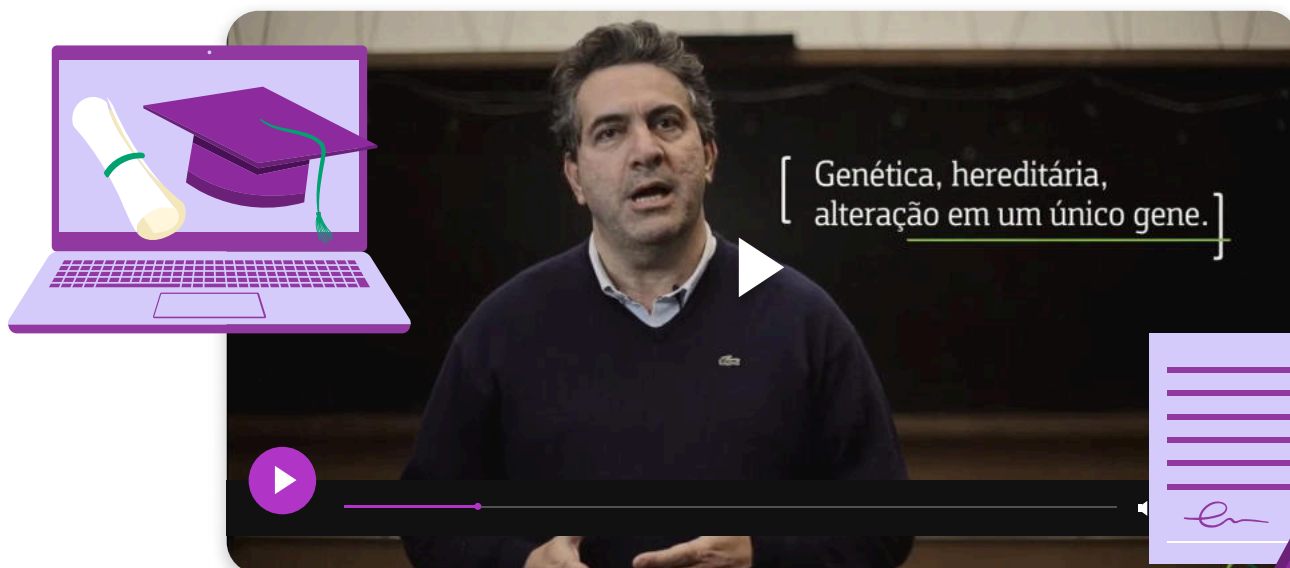 Genética, hereditária,
alteração em um único gene.